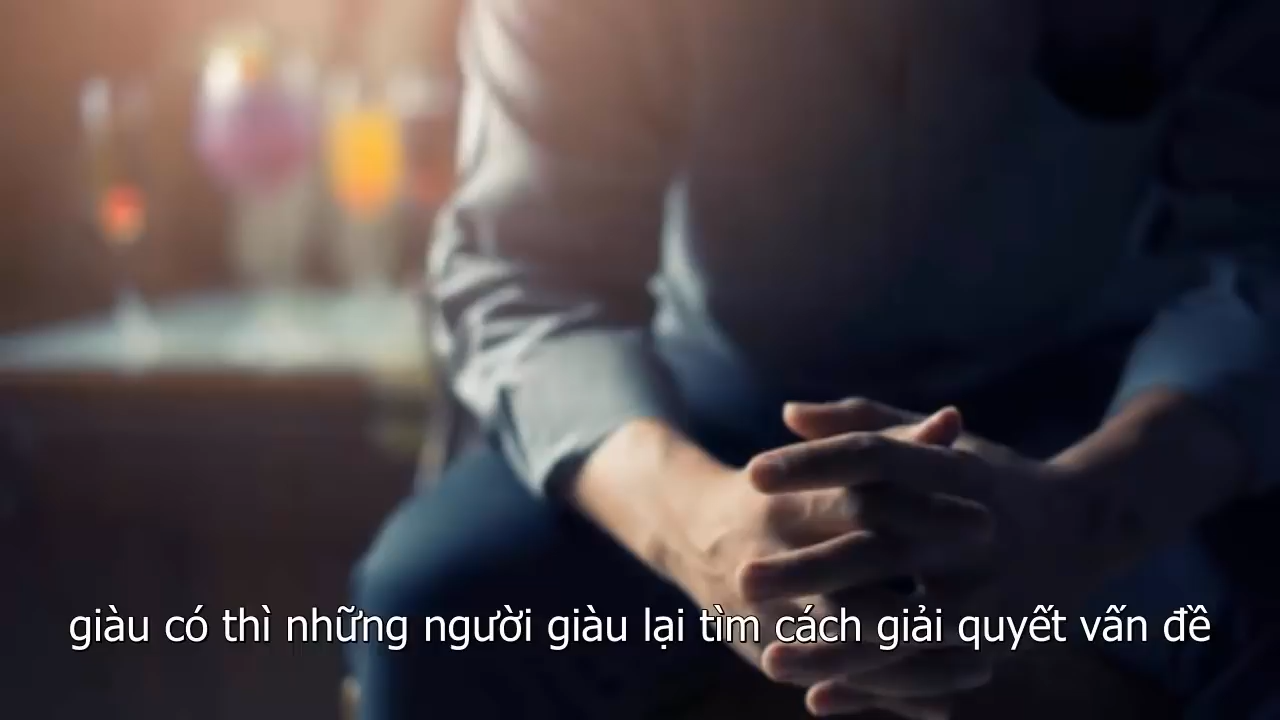 giàu có thì những người giàu lại tìm cách giải quyết vấn đề